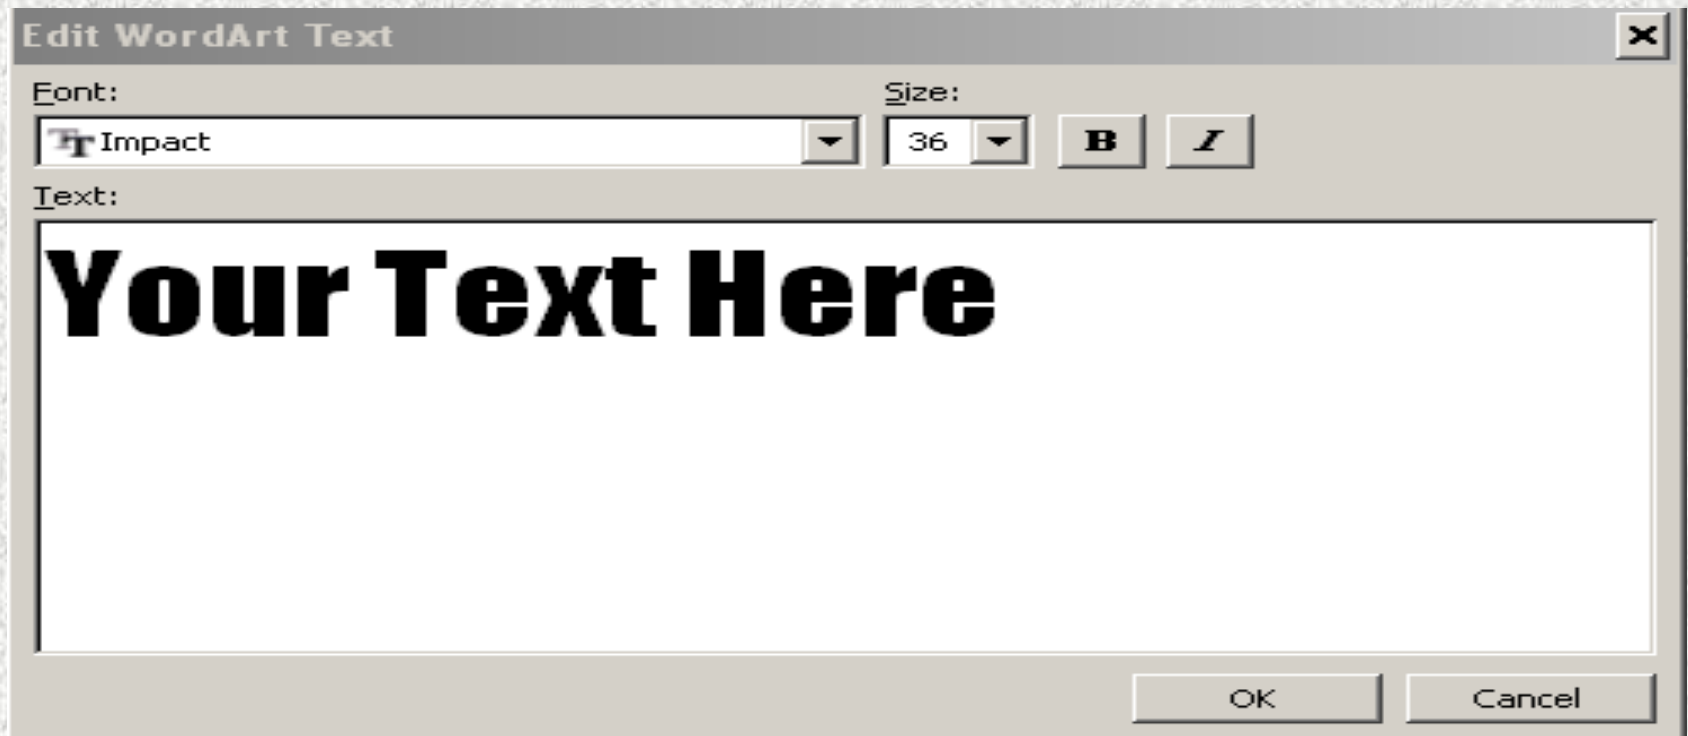 Edit WordArt Text
Font: Size:
Impact 36 B I
Text:
Your Text Here
OK Cancel